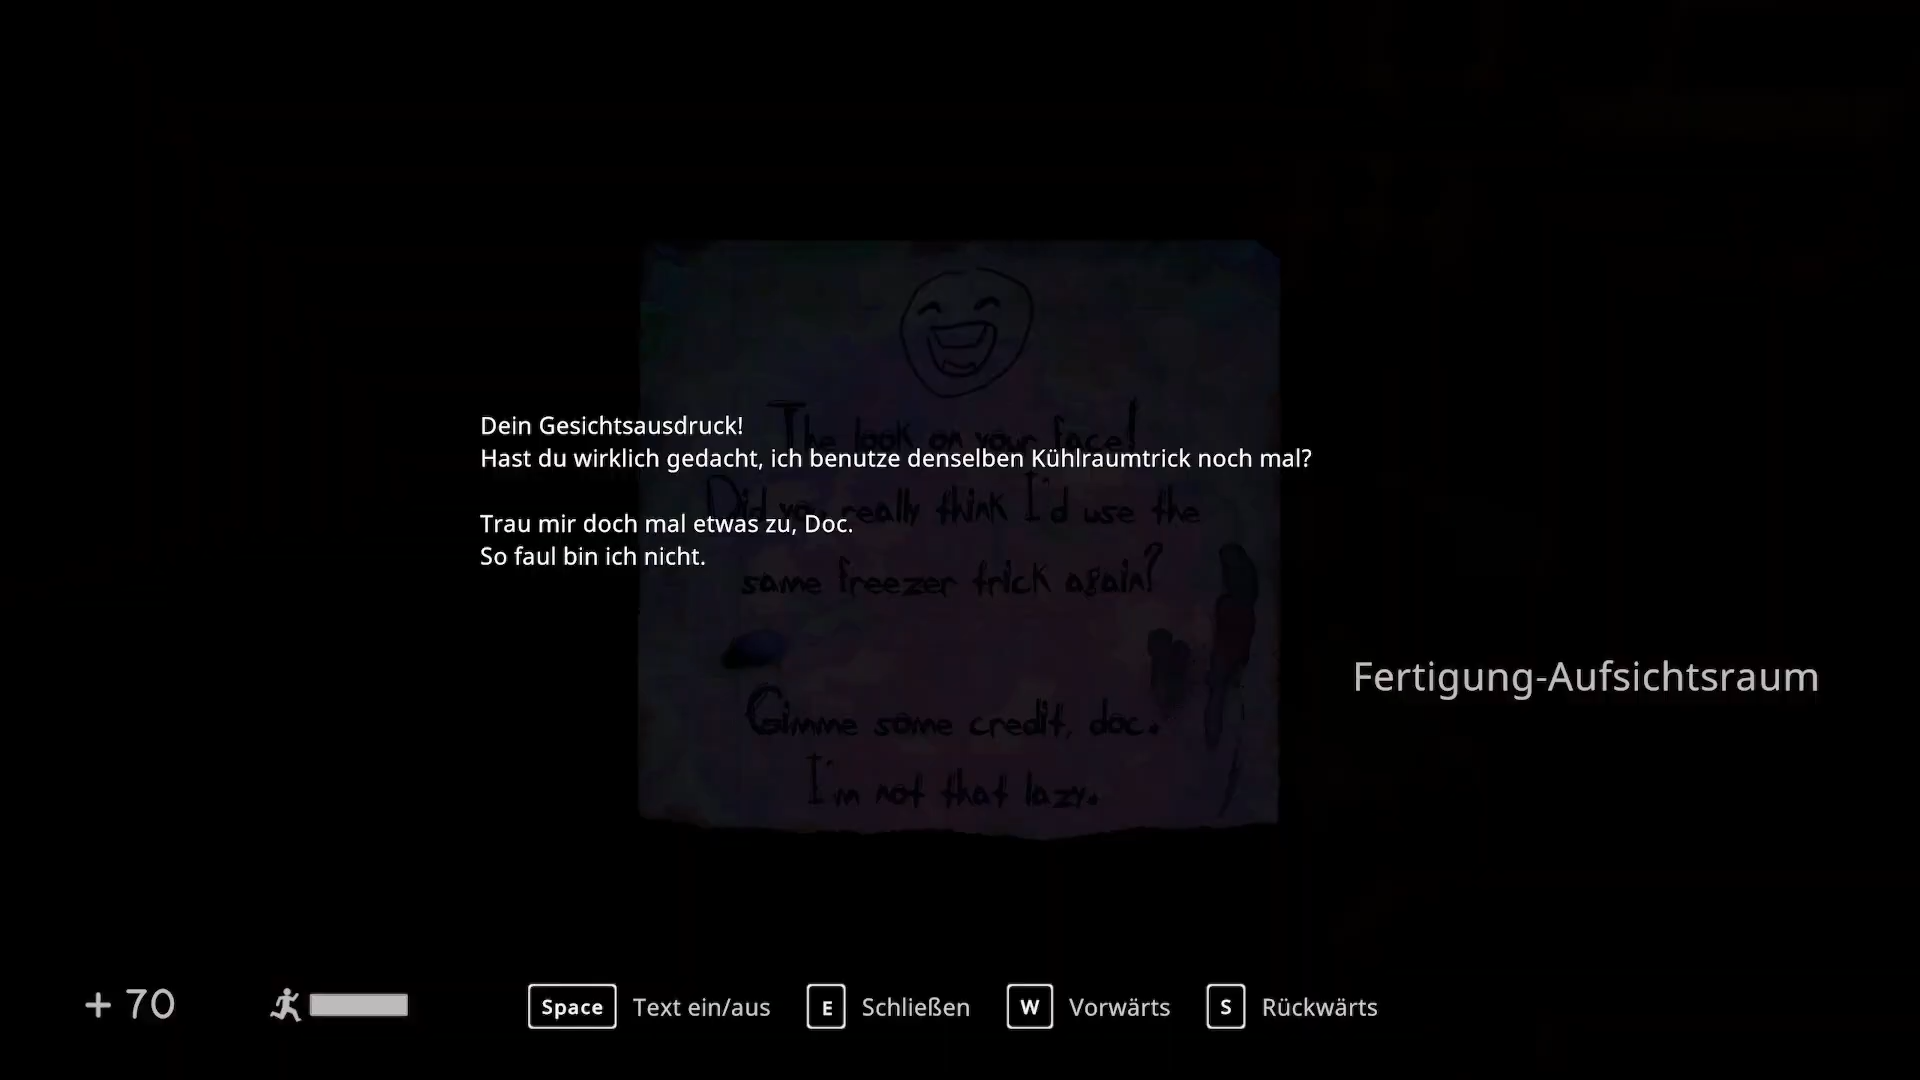 Dein Gesichtsausdruck!
Hast du wirklich gedacht, ich benutze denselben Kühlraumtrick noch mal?
Trau mir doch mal etwas zu, Doc.
So faul bin ich nicht.
The look on your face!
Did you really think I'd use the
same freezer trick again?
Gimme some credit, doc.
I'm not that lazy.
Fertigung-Aufsichtsraum
+ 70
Space Text ein/aus E Schließen W Vorwärts S Rückwärts